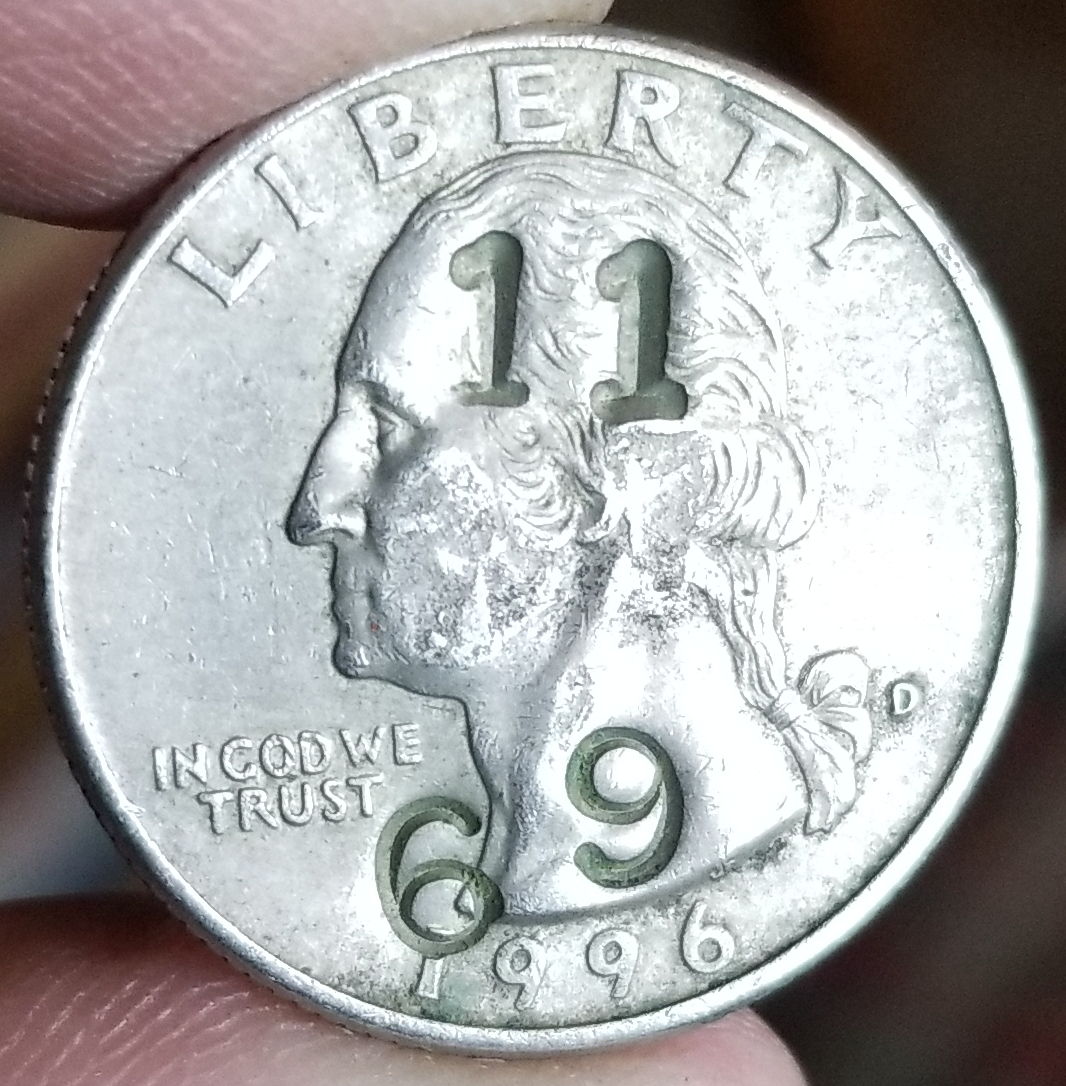 LIBERTY
11
D
IN GOD WE
TRUST
69
1996